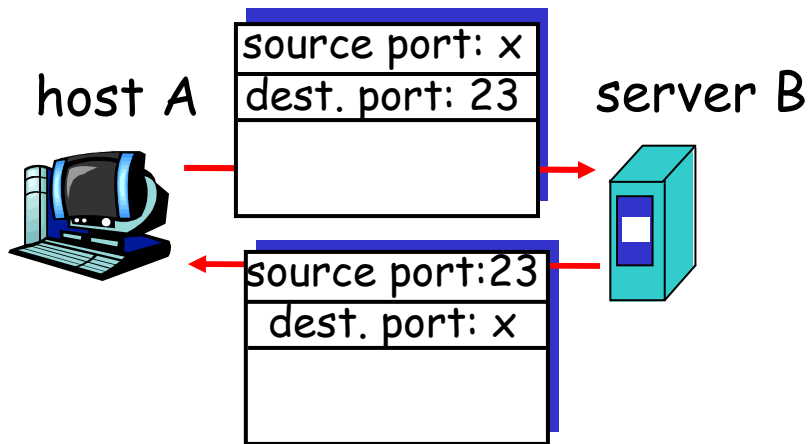 host A
source port: x
dest. port: 23
server B
source port:23
dest. port: x